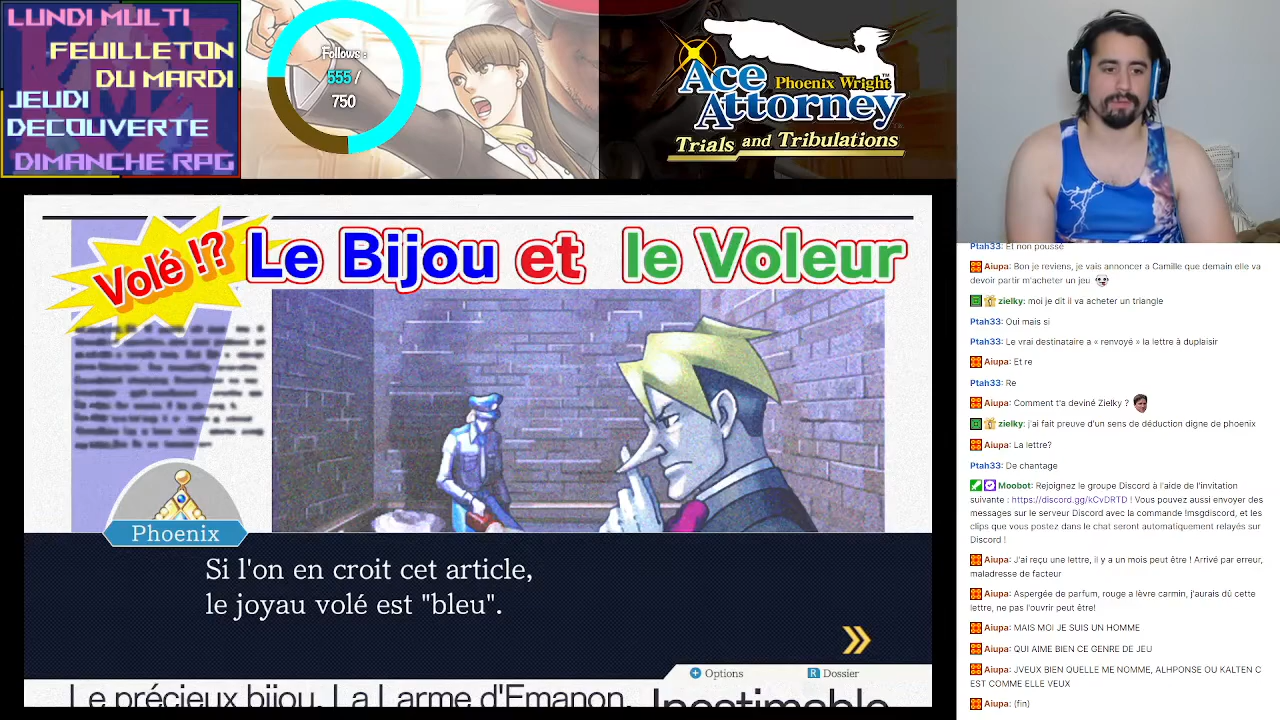 LUNDI MULTI
FEUILLETON
DU MARDI
JEUDI
DECOUVERTE
DIMANCHE RPG
Follows :
555 /
750
Phoenix Wright™
Ace
Attorney
Trials and Tribulations
Volé !?
Le Bijou et le Voleur
Phoenix
Si l'on en croit cet article,
le joyau volé est "bleu".
Options
Dossier
Le précieux bijou, La Larme d'Emanon,
Inestimable
Ptah33: Et non poussé
Aiupa: Bon je reviens, je vais annoncer a Camille que demain elle va
devoir partir m'acheter un jeu
zielky: moi je dit il va acheter un triangle
Ptah33: Oui mais si
Ptah33: Le vrai destinataire a « renvoyé » la lettre à duplaisir
Aiupa: Et re
Ptah33: Re
Aiupa: Comment t'a deviné Zielky ?
zielky: j'ai fait preuve d'un sens de déduction digne de phoenix
Aiupa: La lettre?
Ptah33: De chantage
Moobot: Rejoignez le groupe Discord à l'aide de l'invitation
suivante : https://discord.gg/kCvDRTD ! Vous pouvez aussi envoyer des
messages sur le serveur Discord avec la commande !msgdiscord, et les
clips que vous postez dans le chat seront automatiquement relayés sur
Discord !
Aiupa: J'ai reçu une lettre, il y a un mois peut être ! Arrivé par erreur,
maladresse de facteur
Aiupa: Aspergée de parfum, rouge a lèvre carmin, j'aurais dû cette
lettre, ne pas l'ouvrir peut être!
Aiupa: MAIS MOI JE SUIS UN HOMME
Aiupa: QUI AIME BIEN CE GENRE DE JEU
Aiupa: JVEUX BIEN QUELLE ME NOMME, ALHPONSE OU KALTEN C
EST COMME ELLE VEUX
Aiupa: (fin)